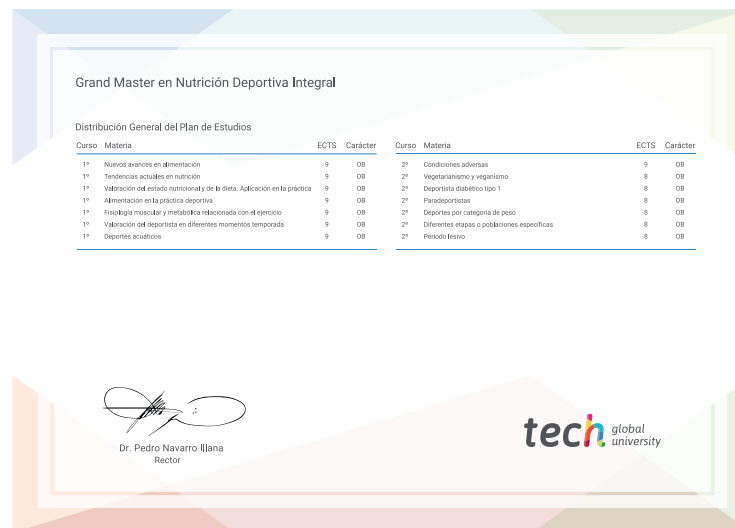 Grand Master en Nutrición Deportiva Integral
Distribución General del Plan de Estudios
Curso Materia ECTS Carácter
1º Nuevos avances en alimentación 9 OB
1º Tendencias actuales en nutrición 9 OB
1º Valoración del estado nutricional y de la dieta. Aplicación en la práctica 9 OB
1º Alimentación en la práctica deportiva 9 OB
1º Fisiología muscular y metabólica relacionada con el ejercicio 9 OB
1º Valoración del deportista en diferentes momentos temporada 9 OB
1º Deportes acuáticos 9 OB
Curso Materia ECTS Carácter
2º Condiciones adversas 9 OB
2º Vegetarianismo y veganismo 8 OB
2º Deportista diabético tipo 1 8 OB
2º Paradeportistas 8 OB
2º Deportes por categoría de peso 8 OB
2º Diferentes etapas o poblaciones específicas 8 OB
2º Periodo lesivo 8 OB
Dr. Pedro Navarro Illana
Rector
tech global university